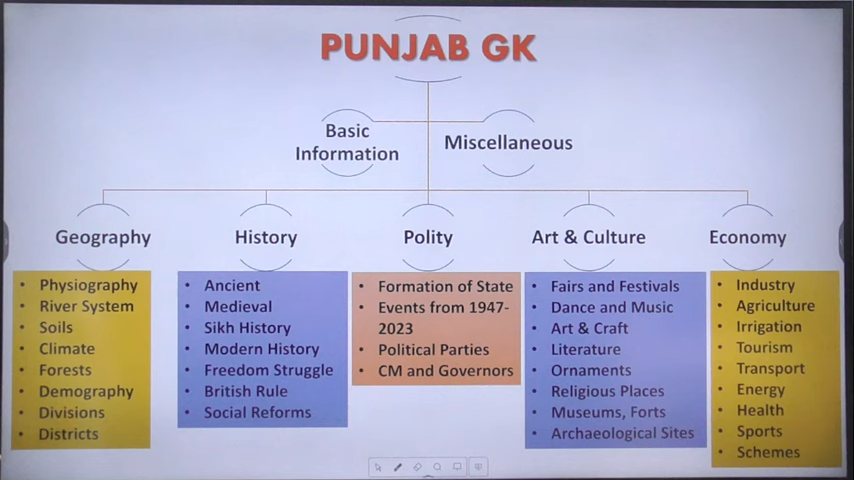 PUNJAB GK
Basic
Information
Miscellaneous
Geography
History
Polity
Art & Culture
Economy
• Physiography
• River System
• Soils
• Climate
• Forests
• Demography
• Divisions
• Districts
• Ancient
• Medieval
• Sikh History
• Modern History
• Freedom Struggle
• British Rule
• Social Reforms
• Formation of State
• Events from 1947-
2023
• Political Parties
• CM and Governors
• Fairs and Festivals
• Dance and Music
• Art & Craft
• Literature
• Ornaments
• Religious Places
• Museums, Forts
• Archaeological Sites
• Industry
• Agriculture
• Irrigation
• Tourism
• Transport
• Energy
• Health
• Sports
• Schemes